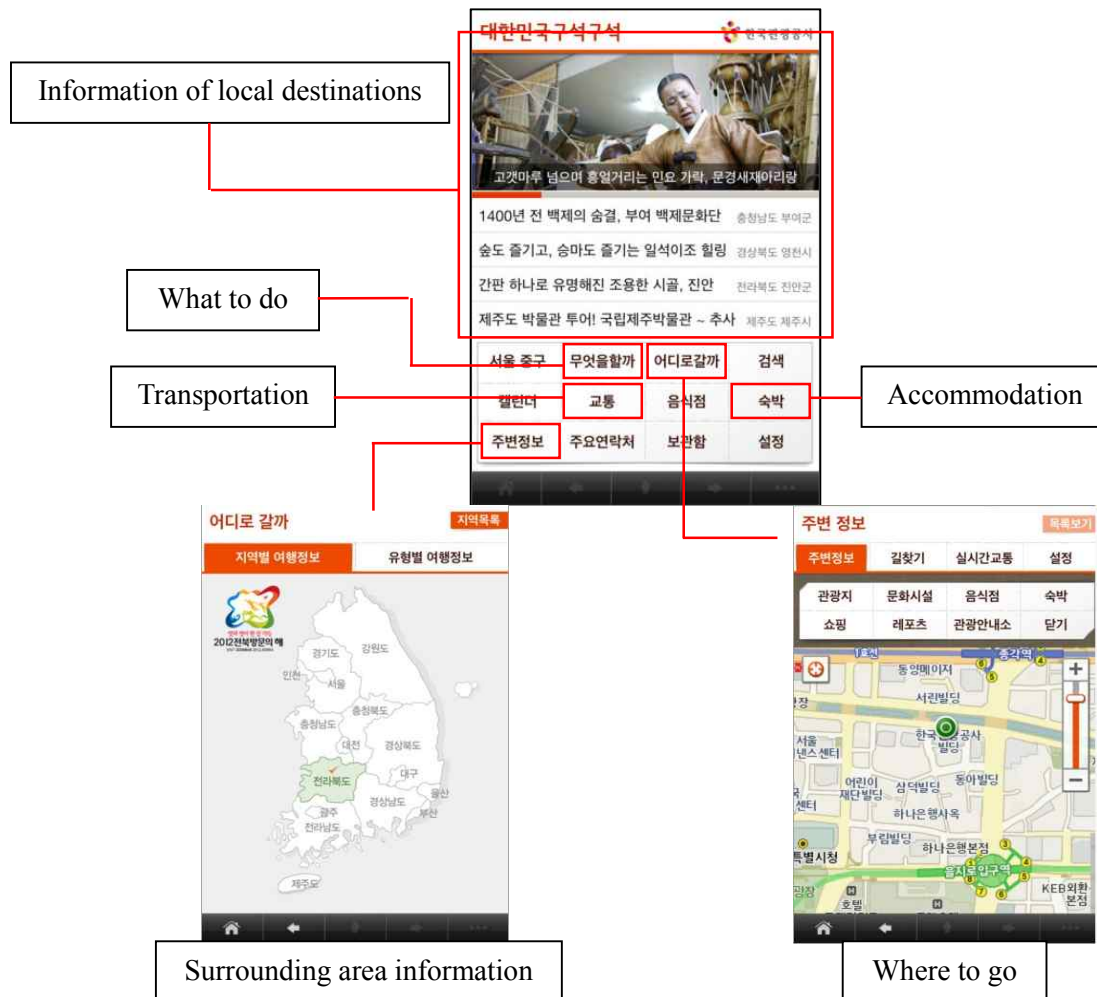 대한민국구석구석
한국관광공사
Information of local destinations
고갯마루 넘으며 흥얼거리는 민요 가락, 문경새재아리랑
1400년 전 백제의 숨결, 부여 백제문화단 충청남도 부여군
숲도 즐기고, 승마도 즐기는 일석이조 힐링 경상북도 영천시
간판 하나로 유명해진 조용한 시골, 진안 전라북도 진안군
제주도 박물관 투어! 국립제주박물관 ~ 추사 제주도 제주시
What to do
서울 중구 무엇을할까 어디로갈까 검색
Transportation
캘린더 교통 음식점 숙박
Accommodation
주변정보 주요연락처 보관함 설정
어디로 갈까 지역목록
지역별 여행정보 유형별 여행정보
2012전북방문의 해
강원도
경기도
인천
서울
충청북도
충청남도
대전
경상북도
전라북도
대구
울산
경상남도
부산
광주
전라남도
제주도
Surrounding area information
주변 정보 목록보기
주변정보 길찾기 실시간교통 설정
관광지 문화시설 음식점 숙박
쇼핑 레포츠 관광안내소 닫기
1호선
종각역
4
6
5
동양메이저
서린빌딩
광장
한국관광공사
빌딩
서울
센터
어린이
재단빌딩
삼덕빌딩
동아빌딩
센터
하나은행사옥
부림빌딩
하나은행본점
3
특별시청
4
을지로입구역
5
8
7
6
KEB외환
본점
광장
H
호텔
H
Where to go